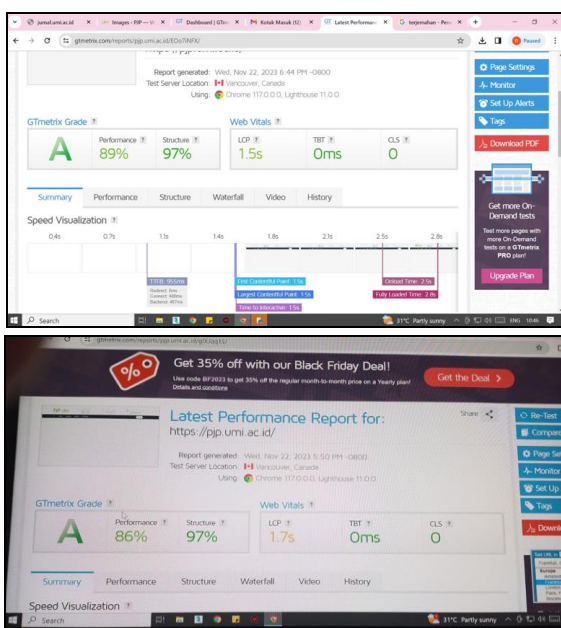 jurnal.umi.ac.id
Images - PJP
Dashboard | GTm
Kotak Masuk (12)
GT Latest Performan
terjemahan - Pen
gtmetrix.com/reports/pjp.umi.ac.id/
Paused
Report generated: Wed, Nov 22, 2023 6:44 PM -0800
Test Server Location: Vancouver, Canada
Using: Chrome 117.0.0.0, Lighthouse 11.0.0
GTmetrix Grade ?
Web Vitals ?
A
Performance ?
89%
Structure ?
97%
LCP ?
1.5s
TBT ?
0ms
CLS ?
0
Summary Performance Structure Waterfall Video History
Speed Visualization ?
0.4s 0.7s 1.1s 1.4s 1.8s 2.1s 2.5s 2.8s
TTFB: 955ms
First Contentful Paint: 1.5s
Largest Contentful Paint: 1.5s
Time to Interactive: 1.5s
Onload Time: 2.5s
Fully Loaded Time: 2.8s
Page Settings
Monitor
Set Up Alerts
Tags
Download PDF
Get more On-
Demand tests
Test more pages with
more On-Demand
tests on a GTmetrix
PRO plan!
Upgrade Plan
Search
31°C Partly sunny
ENG 10:46
Get 35% off with our Black Friday Deal!
Use code BF2023 to get 35% off the regular month-to-month price on a Yearly plan!
Details and conditions
Get the Deal >
Latest Performance Report for:
https://pjp.umi.ac.id/
Share
Report generated: Wed, Nov 22, 2023 6:50 PM -0800
Test Server Location: Vancouver, Canada
Using: Chrome 117.0.0.0, Lighthouse 11.0.0
GTmetrix Grade ?
Web Vitals ?
A
Performance ?
86%
Structure ?
97%
LCP ?
1.7s
TBT ?
0ms
CLS ?
0
Summary Performance Structure Waterfall Video History
Speed Visualization ?
Re-Test
Compare
Page Se
Monitor
Set Up
Tags
Downl
Search
31°C Partly sunny